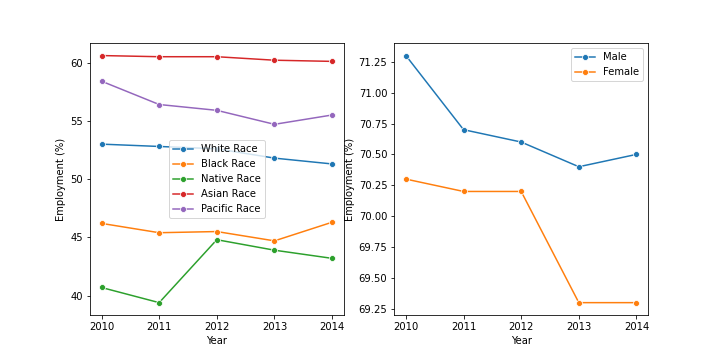 60
55
50
45
40
Employment (%)
2010 2011 2012 2013 2014
Year
White Race
Black Race
Native Race
Asian Race
Pacific Race
71.25
71.00
70.75
70.50
70.25
70.00
69.75
69.50
69.25
Employment (%)
2010 2011 2012 2013 2014
Year
Male
Female